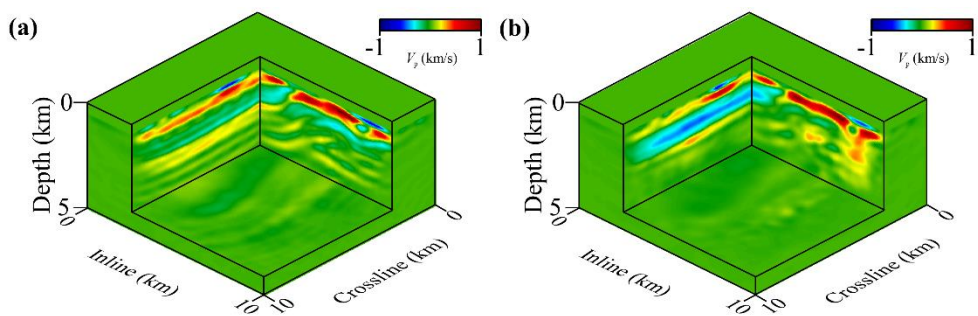 (a)
-1 1
Vp (km/s)
0
Depth (km)
5
0
Inline (km)
10
10
Crossline (km)
0
(b)
-1 1
Vp (km/s)
0
Depth (km)
5
0
Inline (km)
10
10
Crossline (km)
0